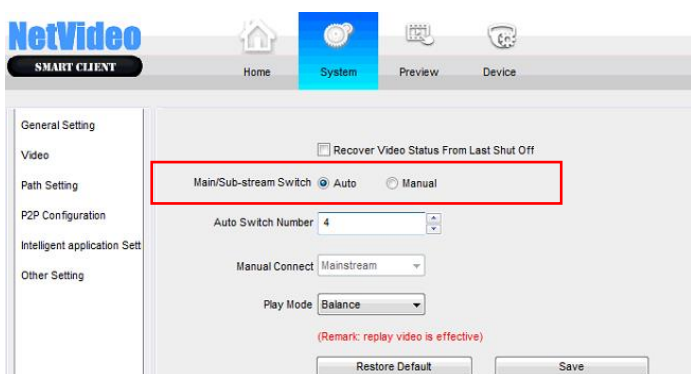 NetVideo
SMART CLIENT
Home
System
Preview
Device
General Setting
Video
Path Setting
P2P Configuration
Intelligent application Sett
Other Setting
Recover Video Status From Last Shut Off
Main/Sub-stream Switch Auto Manual
Auto Switch Number 4
Manual Connect Mainstream
Play Mode Balance
(Remark: replay video is effective)
Restore Default Save